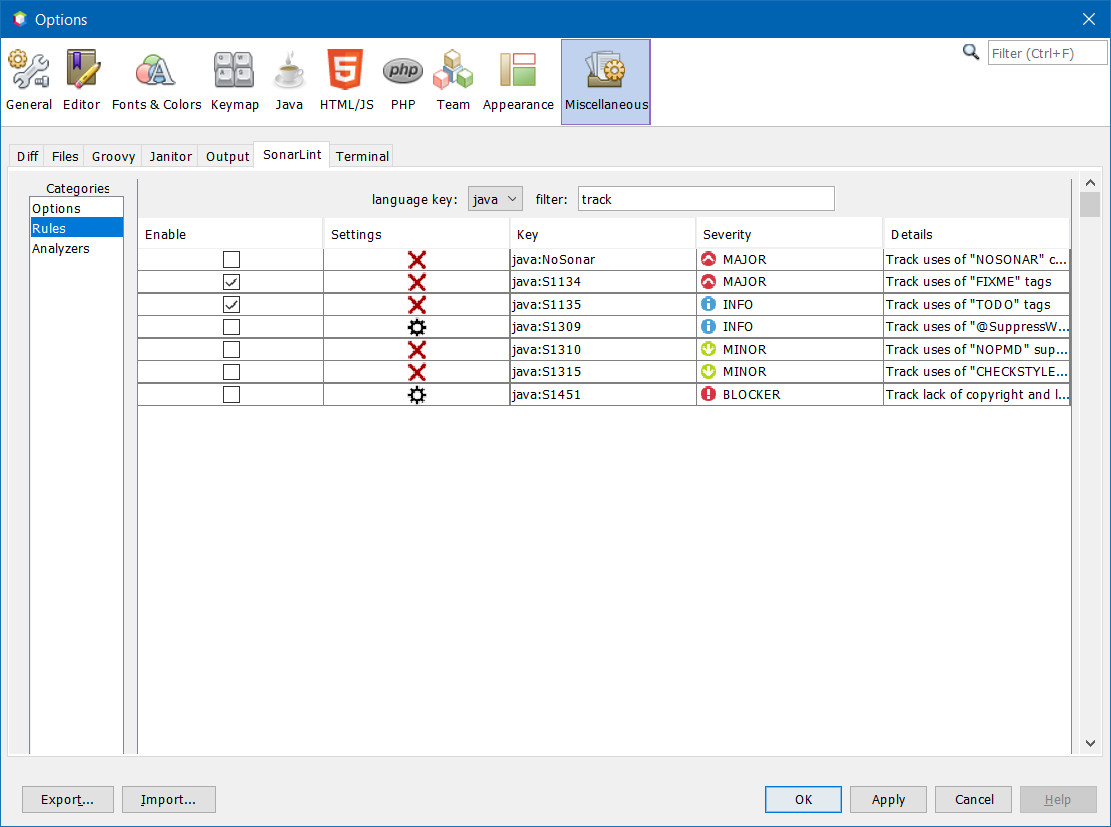 Options
Filter (Ctrl+F)
General Editor Fonts & Colors Keymap Java HTML/JS php PHP Team Appearance Miscellaneous
Diff Files Groovy Janitor Output SonarLint Terminal
Categories
Options
Rules
Analyzers
language key: java filter: track
Enable Settings Key Severity Details
java:NoSonar MAJOR Track uses of "NOSONAR" c...
java:S1134 MAJOR Track uses of "FIXME" tags
java:S1135 INFO Track uses of "TODO" tags
java:S1309 INFO Track uses of "@SuppressW...
java:S1310 MINOR Track uses of "NOPMD" sup...
java:S1315 MINOR Track uses of "CHECKSTYLE...
java:S1451 BLOCKER Track lack of copyright and l...
Export... Import... OK Apply Cancel Help